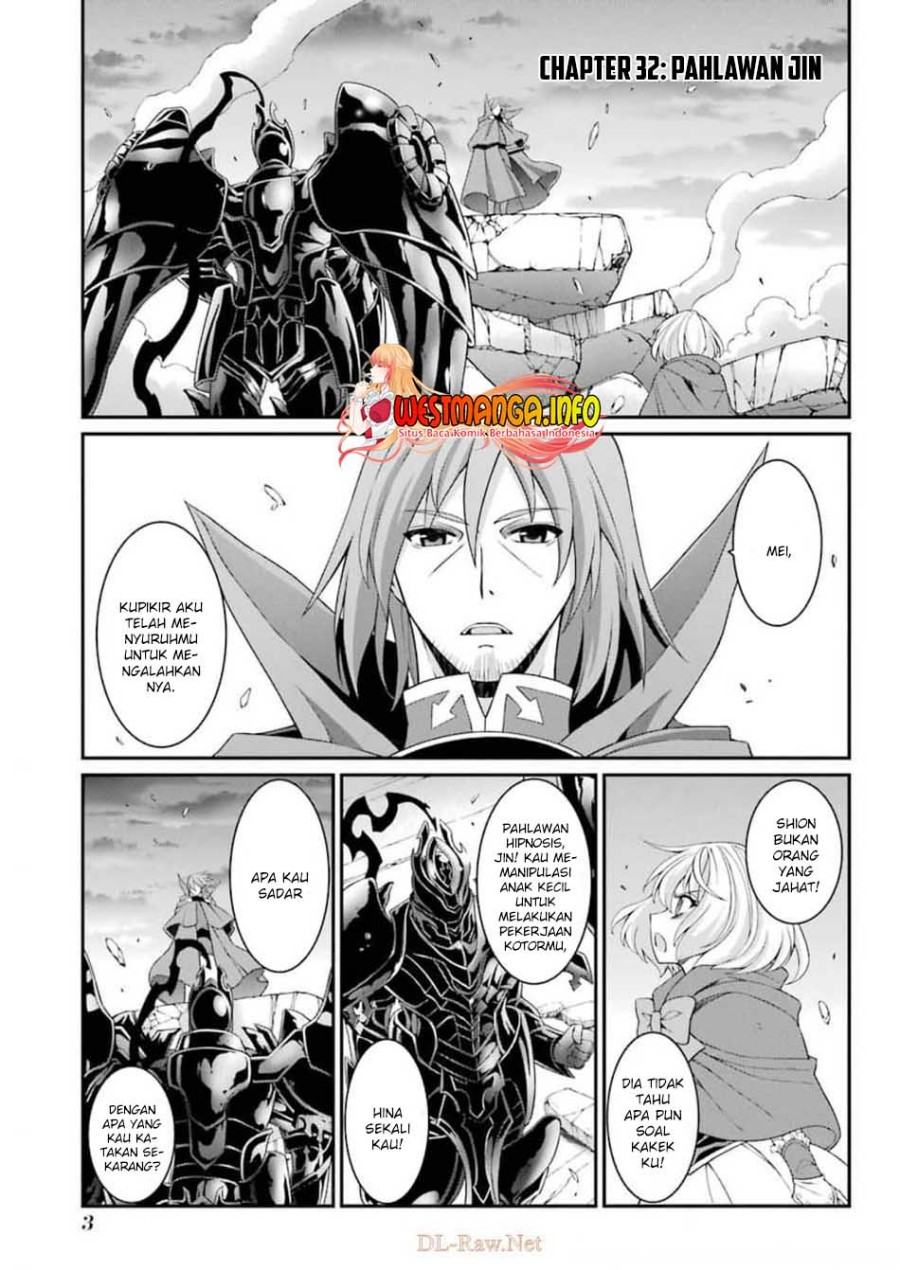 CHAPTER 32: PAHLAWAN JIN
WESTMANGA.INFO
Situs Baca Komik Berbahasa Indonesia
MEI,
KUPIKIR AKU
TELAH ME-
NYURUHMU
UNTUK ME-
NGALAHKAN
NYA.
SHION
BUKAN
ORANG
YANG
JAHAT!
DIA TIDAK
TAHU
APA PUN
SOAL
KAKEK
KU!
PAHLAWAN
HIPNOSIS,
JIN! KAU ME-
MANIPULASI
ANAK KECIL
UNTUK
MELAKUKAN
PEKERJAAN
KOTORMU,
HINA
SEKALI
KAU!
APA KAU
SADAR
DENGAN
APA YANG
KAU KA-
TAKAN SE-
KARANG?
3
DL-Raw.Net